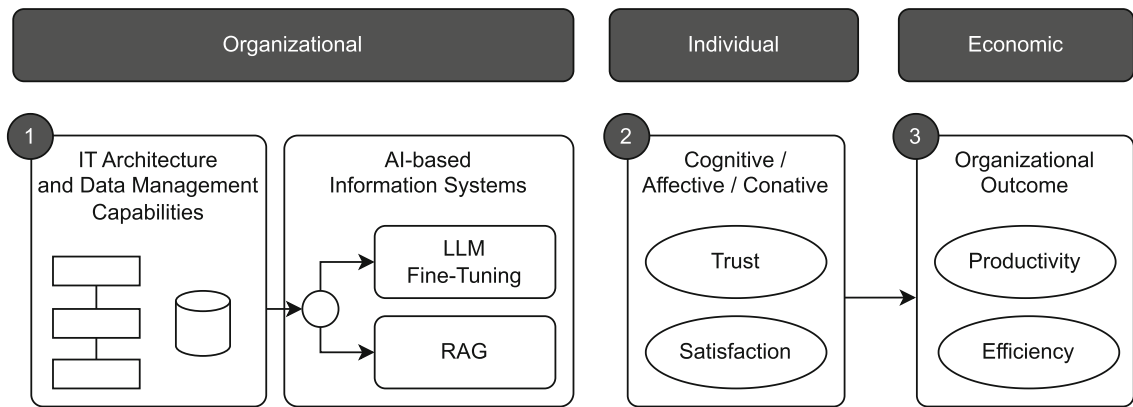 Organizational
Individual
Economic
1
IT Architecture
and Data Management
Capabilities
AI-based
Information Systems
LLM
Fine-Tuning
RAG
2
Cognitive /
Affective / Conative
Trust
Satisfaction
3
Organizational
Outcome
Productivity
Efficiency